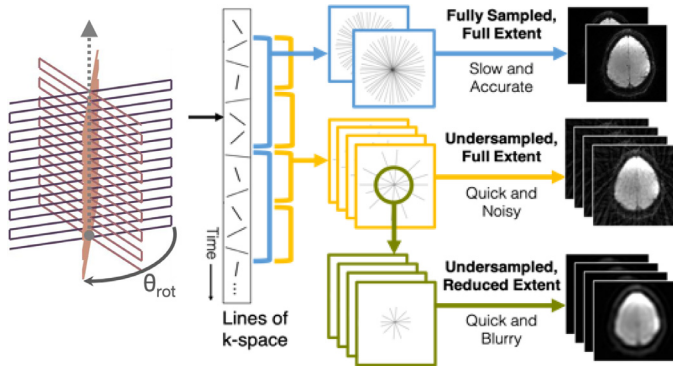 θrot
Time
...
Lines of
k-space
Fully Sampled,
Full Extent
Slow and
Accurate
Undersampled,
Full Extent
Quick and
Noisy
Undersampled,
Reduced Extent
Quick and
Blurry